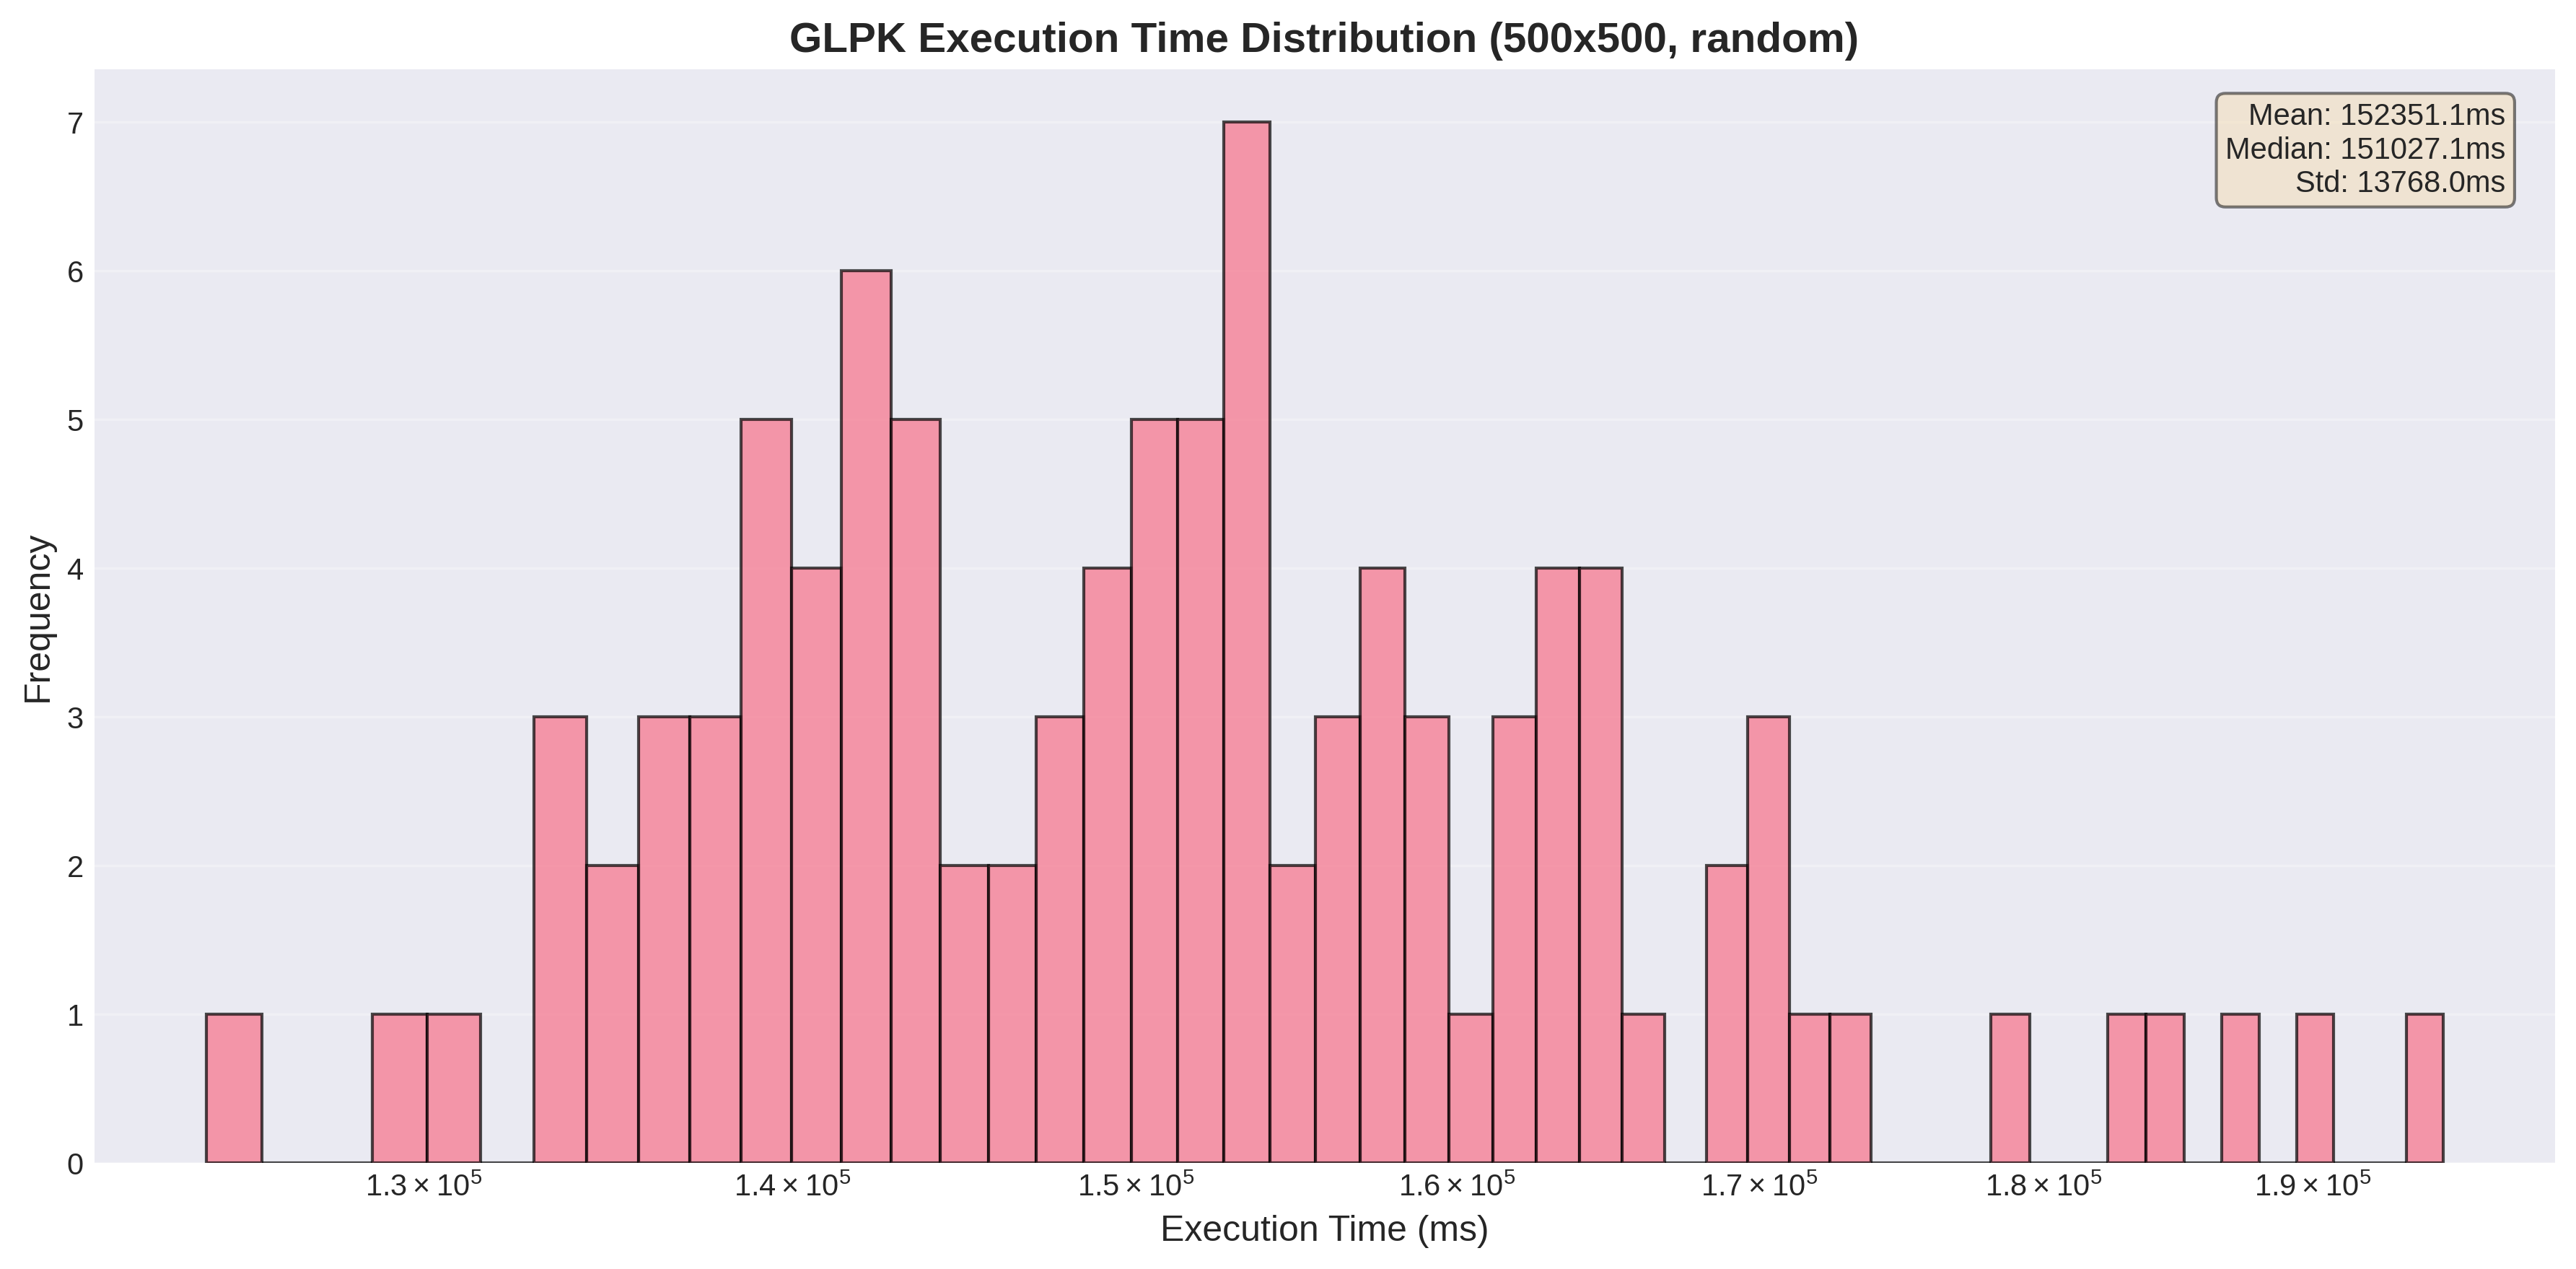 GLPK Execution Time Distribution (500x500, random)
Mean: 152351.1ms
Median: 151027.1ms
Std: 13768.0ms
7
6
5
4
3
2
1
0
Frequency
1.3 × 10⁵
1.4 × 10⁵
1.5 × 10⁵
1.6 × 10⁵
1.7 × 10⁵
1.8 × 10⁵
1.9 × 10⁵
Execution Time (ms)